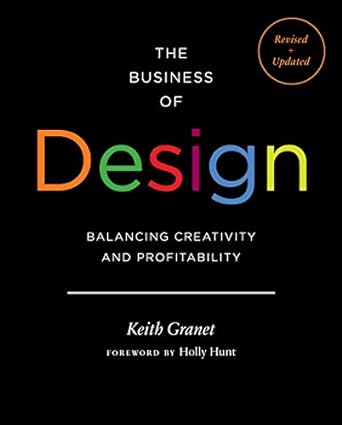 THE
BUSINESS
OF
Revised
+
Updated
Design
BALANCING CREATIVITY
AND PROFITABILITY
Keith Granet
FOREWORD BY Holly Hunt